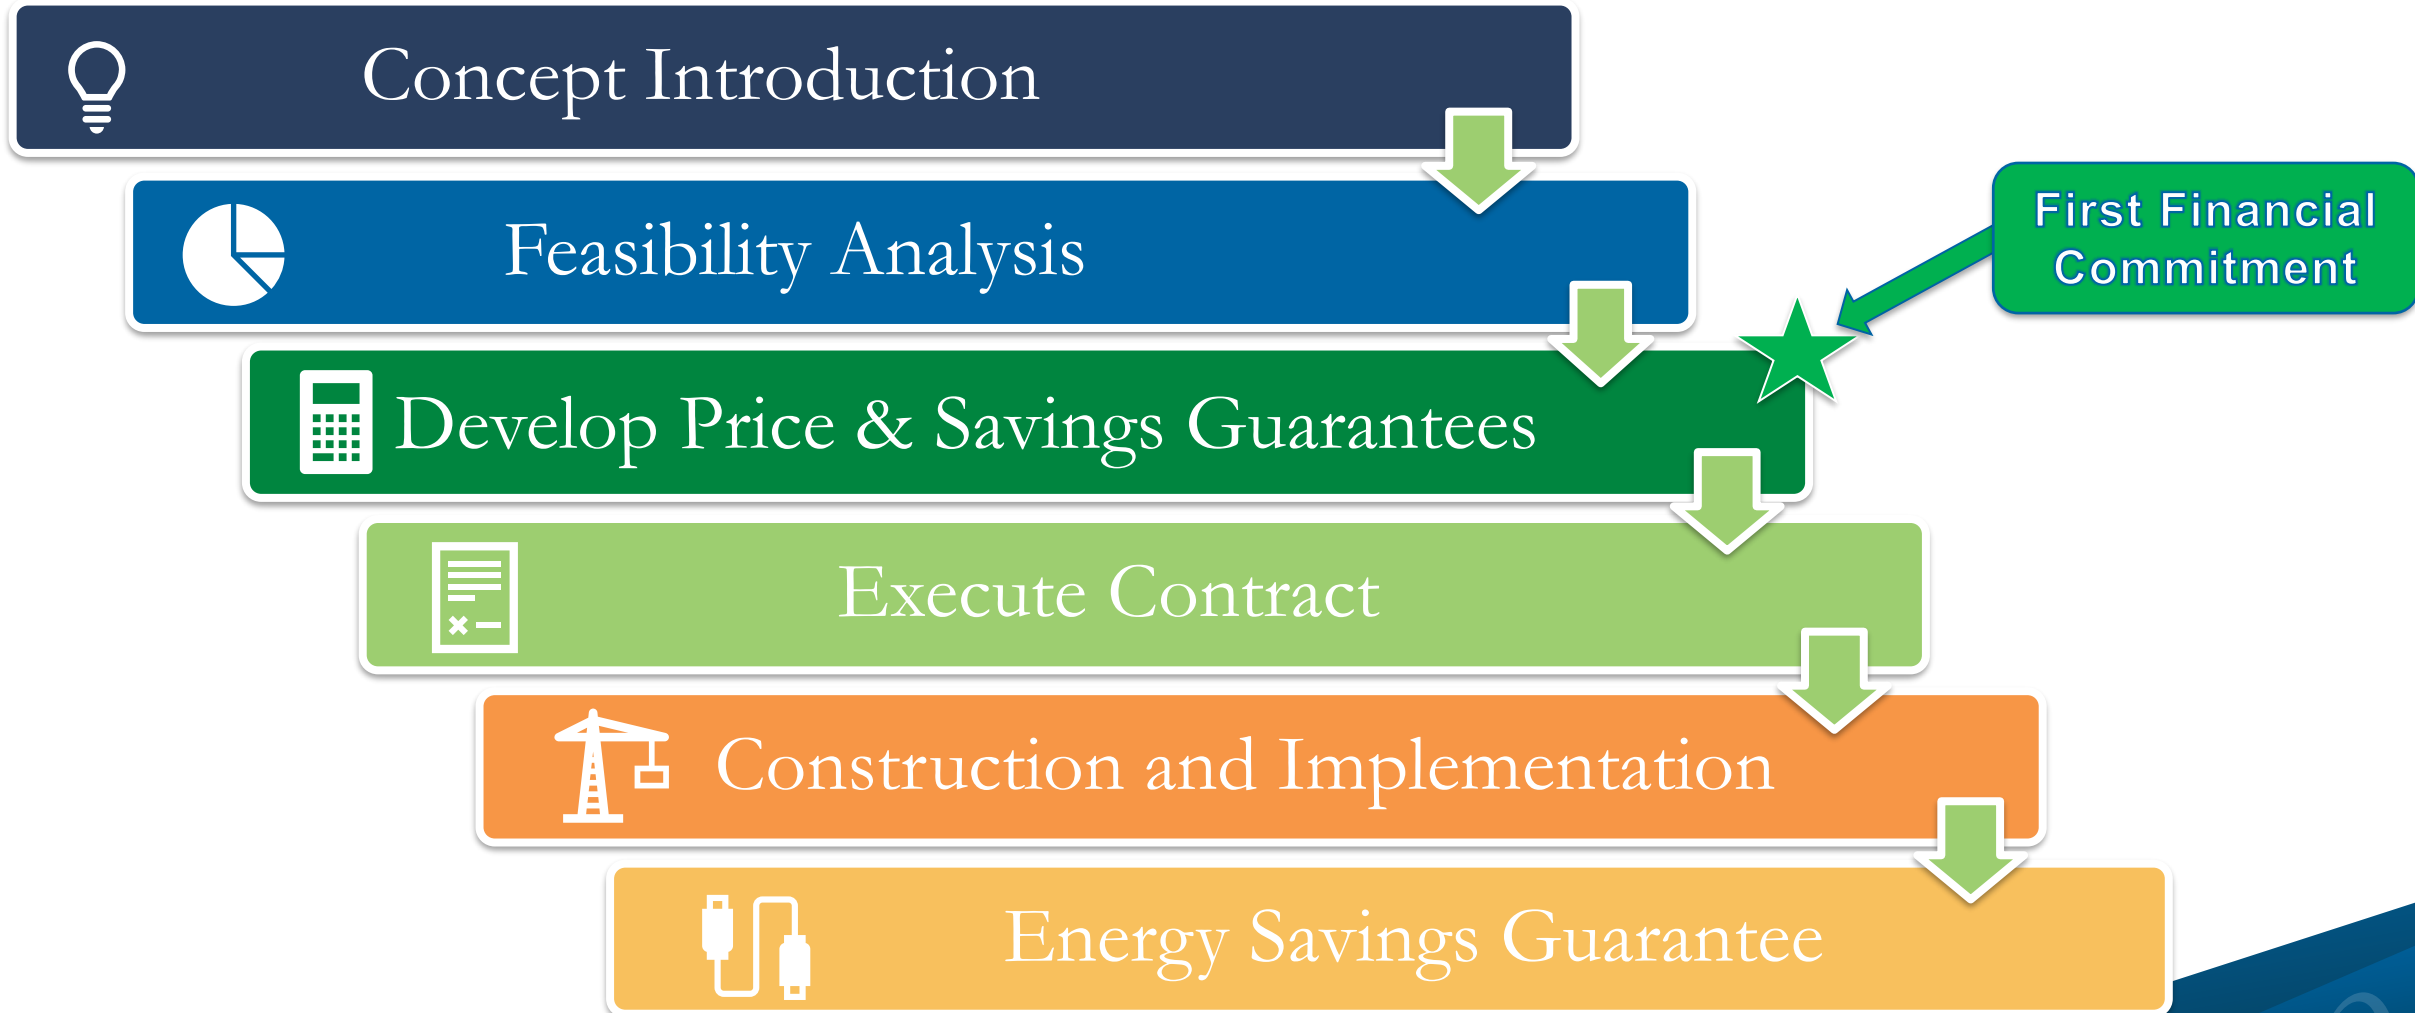 Concept Introduction
Feasibility Analysis
First Financial
Commitment
Develop Price & Savings Guarantees
Execute Contract
Construction and Implementation
Energy Savings Guarantee